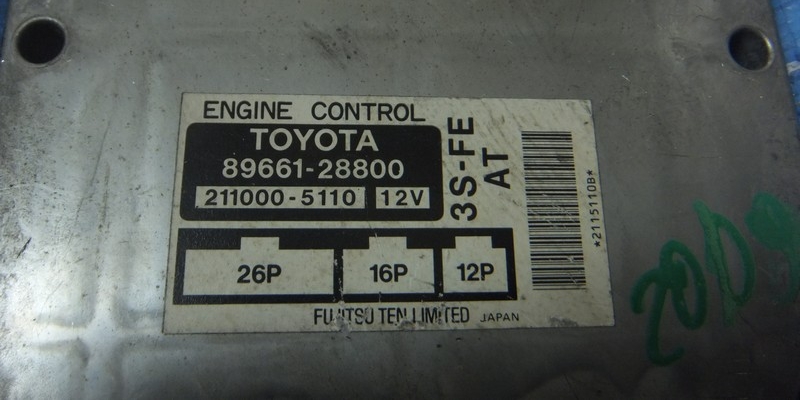 ENGINE CONTROL
TOYOTA
89661-28800
211000-5110 12V
3S-FE
AT
26P 16P 12P
FUJITSU TEN LIMITED JAPAN
*2115110B*